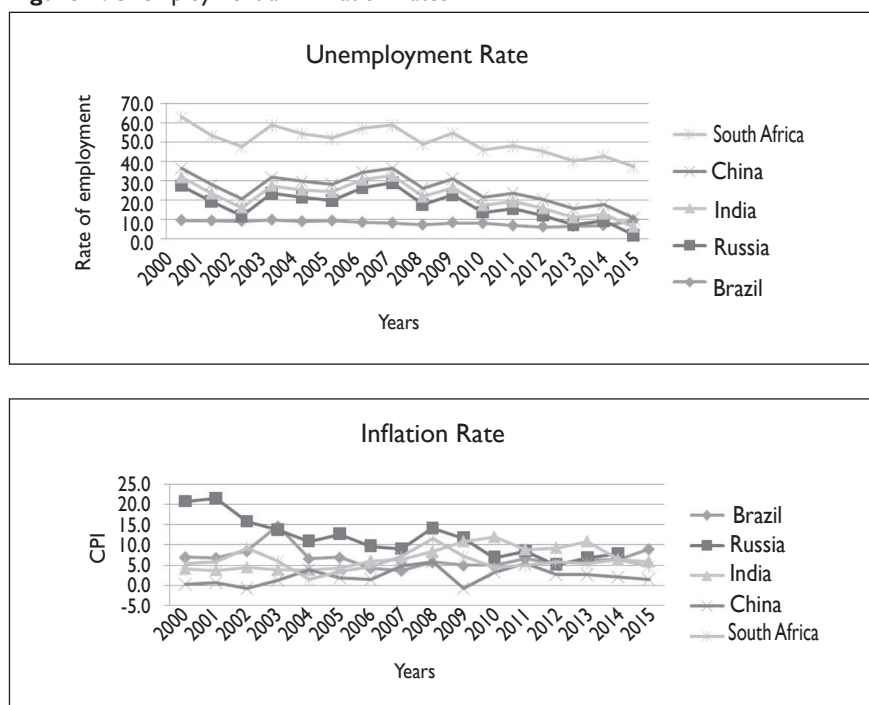 Unemployment Rate
Rate of employment
70.0
60.0
50.0
40.0
30.0
20.0
10.0
0.0
2000
2001
2002
2003
2004
2005
2006
2007
2008
2009
2010
2011
2012
2013
2014
2015
Years
South Africa
China
India
Russia
Brazil
Inflation Rate
CPI
25.0
20.0
15.0
10.0
5.0
0.0
-5.0
2000
2001
2002
2003
2004
2005
2006
2007
2008
2009
2010
2011
2012
2013
2014
2015
Years
Brazil
Russia
India
China
South Africa